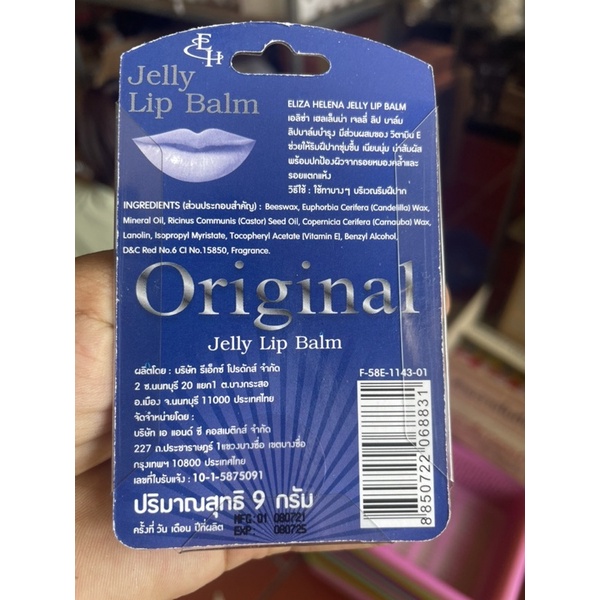 EH
Jelly
Lip Balm
ELIZA HELENA JELLY LIP BALM
เอลิซ่า เฮลเล็นน่า เจลลี่ ลิป บาล์ม
ลิปบาล์มบำรุง มีส่วนผสมของ วิตามิน E
ช่วยให้ริมฝีปากชุ่มชื้น เนียนนุ่ม น่าสัมผัส
พร้อมปกป้องผิวจากรอยหมองคล้ำและ
รอยแตกแห้ง
วิธีใช้ : ใช้ทาบางๆ บริเวณริมฝีปาก
INGREDIENTS (ส่วนประกอบสำคัญ) : Beeswax, Euphorbia Cerifera (Candelilla) Wax,
Mineral Oil, Ricinus Communis (Castor) Seed Oil, Copernicia Cerifera (Carnauba) Wax,
Lanolin, Isopropyl Myristate, Tocopheryl Acetate (Vitamin E), Benzyl Alcohol,
D&C Red No.6 CI No.15850, Fragrance.
Original
Jelly Lip Balm
ผลิตโดย : บริษัท รีเอ็กซ์ โปรดักส์ จำกัด
2 ซ.นนทบุรี 20 แยก1 ต.บางกระสอ
อ.เมือง จ.นนทบุรี 11000 ประเทศไทย
จัดจำหน่ายโดย :
บริษัท เอ แอนด์ ซี คอสเมติกส์ จำกัด
227 ถ.ประชาราษฎร์ 1แขวงบางซื่อ เขตบางซื่อ
กรุงเทพฯ 10800 ประเทศไทย
เลขที่ใบรับแจ้ง : 10-1-5875091
ปริมาณสุทธิ 9 กรัม
ครั้งที่ วัน เดือน ปีที่ผลิต
MFG.01 080721
EXP. 080725
F-58E-1143-01
8 850722 068831